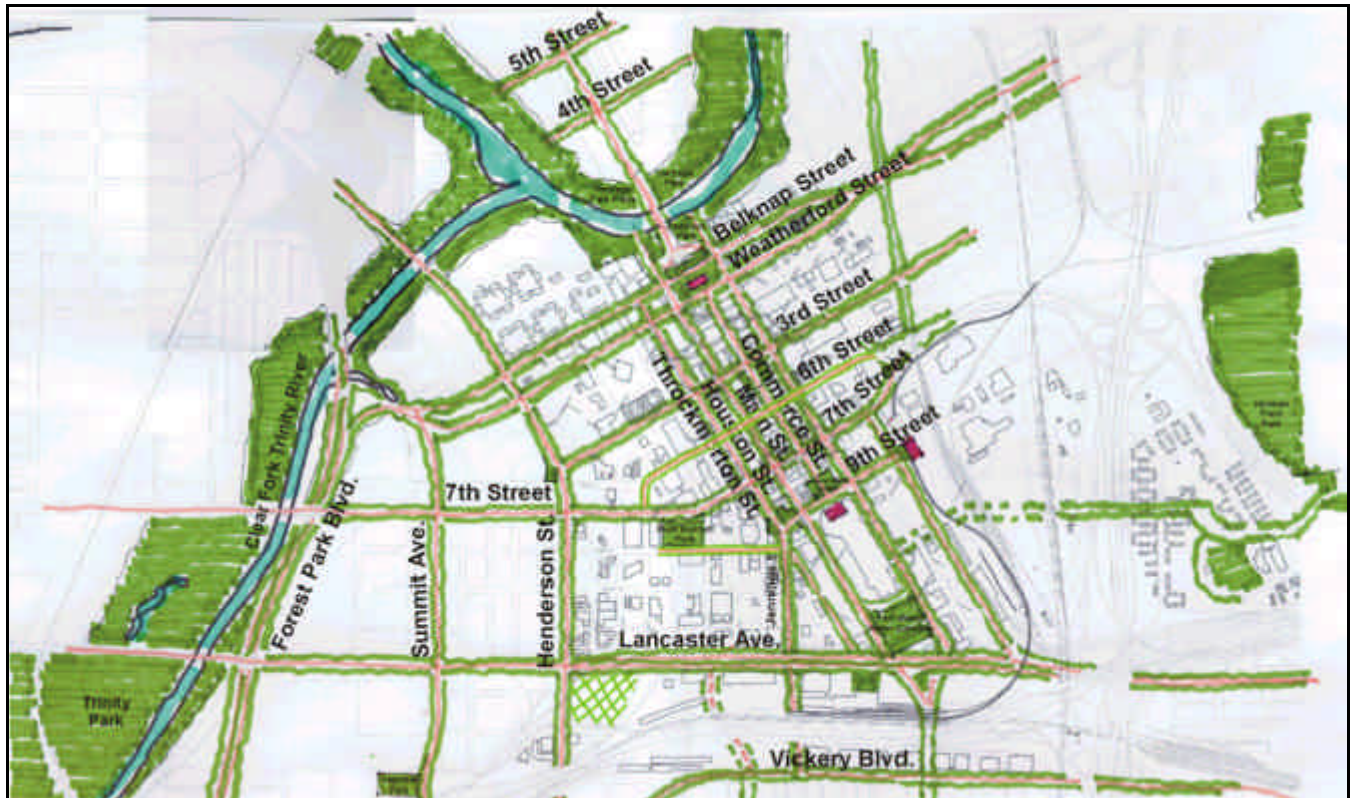 5th Street
4th Street
Belknap Street
Weatherford Street
3rd Street
6th Street
7th Street
9th Street
Commerce St.
Main St.
Houston St.
Throckmorton St.
Clear Fork Trinity River
7th Street
Forest Park Blvd.
Summit Ave.
Henderson St.
Jennings
Lancaster Ave.
Trinity
Park
Vickery Blvd.